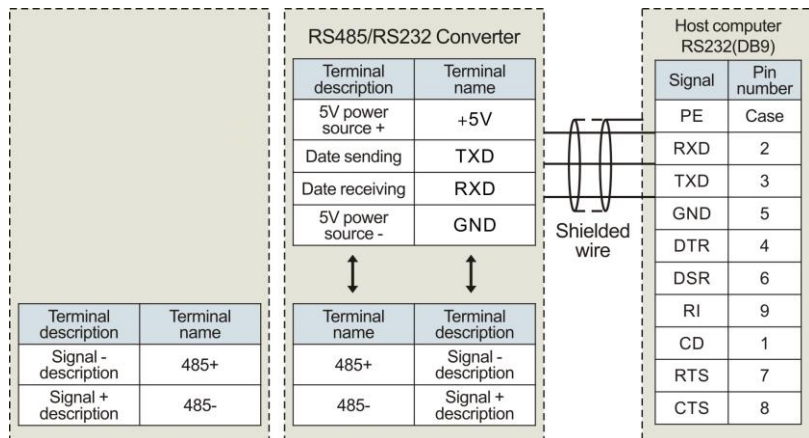 RS485/RS232 Converter
Terminal description Terminal name
5V power source + +5V
Date sending TXD
Date receiving RXD
5V power source - GND
Shielded
wire
Host computer
RS232(DB9)
Signal Pin number
PE Case
RXD 2
TXD 3
GND 5
DTR 4
DSR 6
RI 9
CD 1
RTS 7
CTS 8
Terminal description Terminal name
Signal - description 485+
Signal + description 485-
Terminal name Terminal description
485+ Signal - description
485- Signal + description